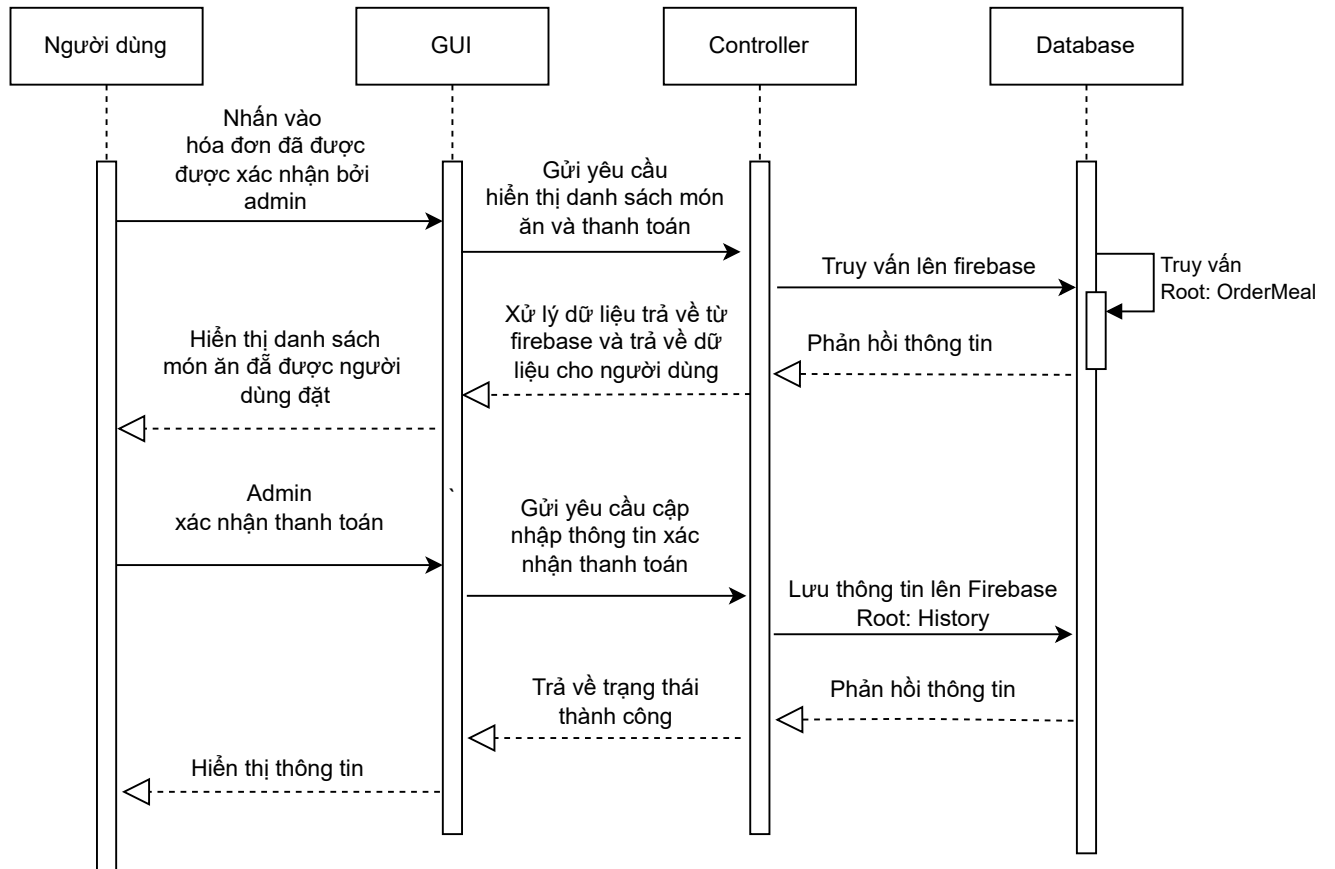 Người dùng
GUI
Controller
Database
Nhấn vào
hóa đơn đã được
được xác nhận bởi
admin
Gửi yêu cầu
hiển thị danh sách món
ăn và thanh toán
Truy vấn lên firebase
Truy vấn
Root: OrderMeal
Xử lý dữ liệu trả về từ
firebase và trả về dữ
liệu cho người dùng
Phản hồi thông tin
Hiển thị danh sách
món ăn đẫ được người
dùng đặt
Admin
xác nhận thanh toán
`
Gửi yêu cầu cập
nhập thông tin xác
nhận thanh toán
Lưu thông tin lên Firebase
Root: History
Trả về trạng thái
thành công
Phản hồi thông tin
Hiển thị thông tin